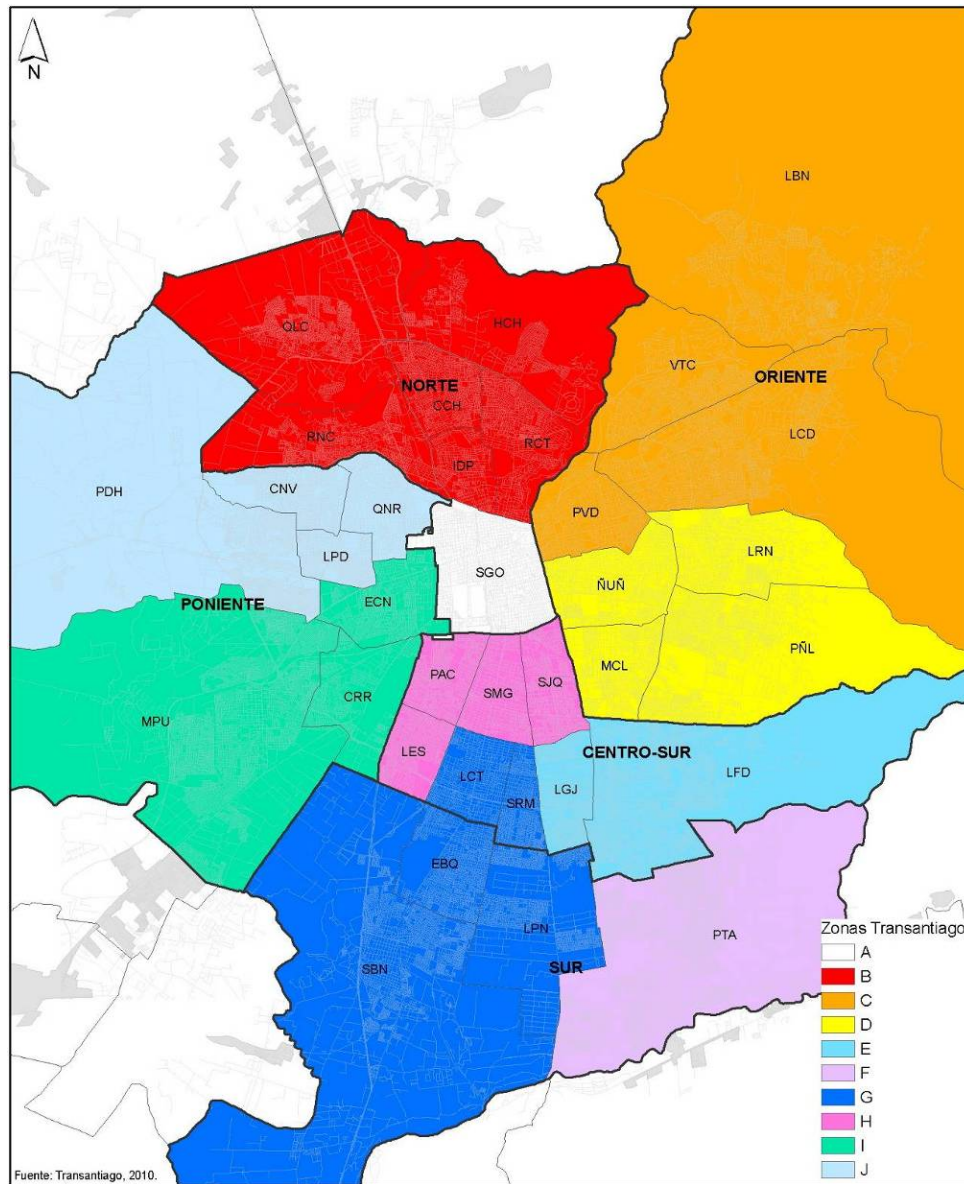 N
LBN
QLC
HCH
VTC
NORTE
ORIENTE
CCH
LCD
RNC
RCT
IDP
PDH
CNV
QNR
PVD
LPD
SGO
LRN
ÑUÑ
ECN
PONIENTE
PAC
SMG
SJQ
MCL
PÑL
CRR
MPU
LES
CENTRO-SUR
LCT
LFD
SRM
LGJ
EBQ
LPN
PTA
SBN
SUR
Zonas Transantiago
A
B
C
D
E
F
G
H
I
J
Fuente: Transantiago, 2010.